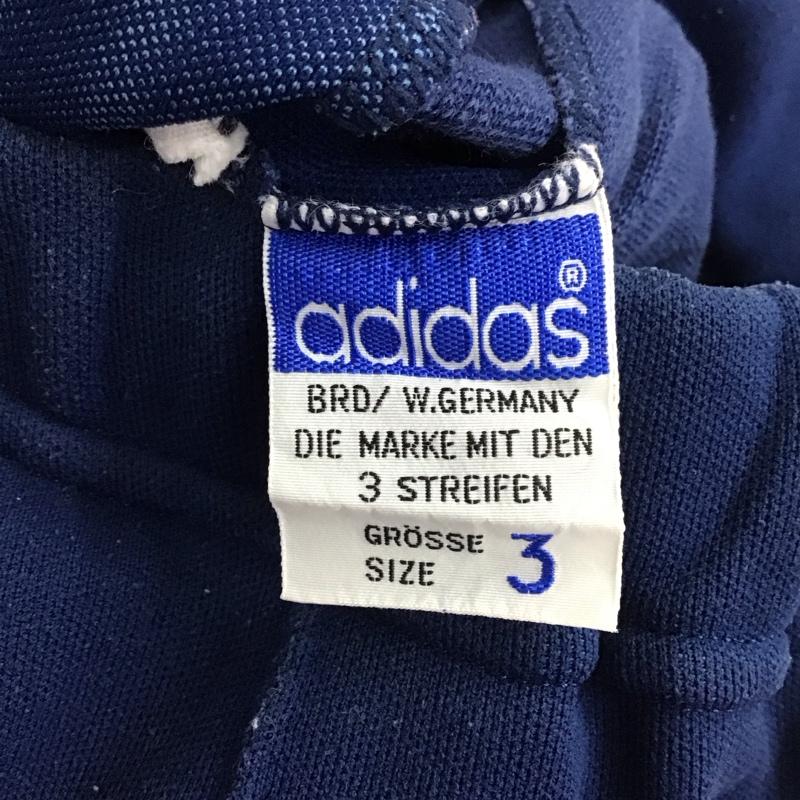 adidas®
BRD/ W.GERMANY
DIE MARKE MIT DEN
3 STREIFEN
GRÖSSE 3
SIZE